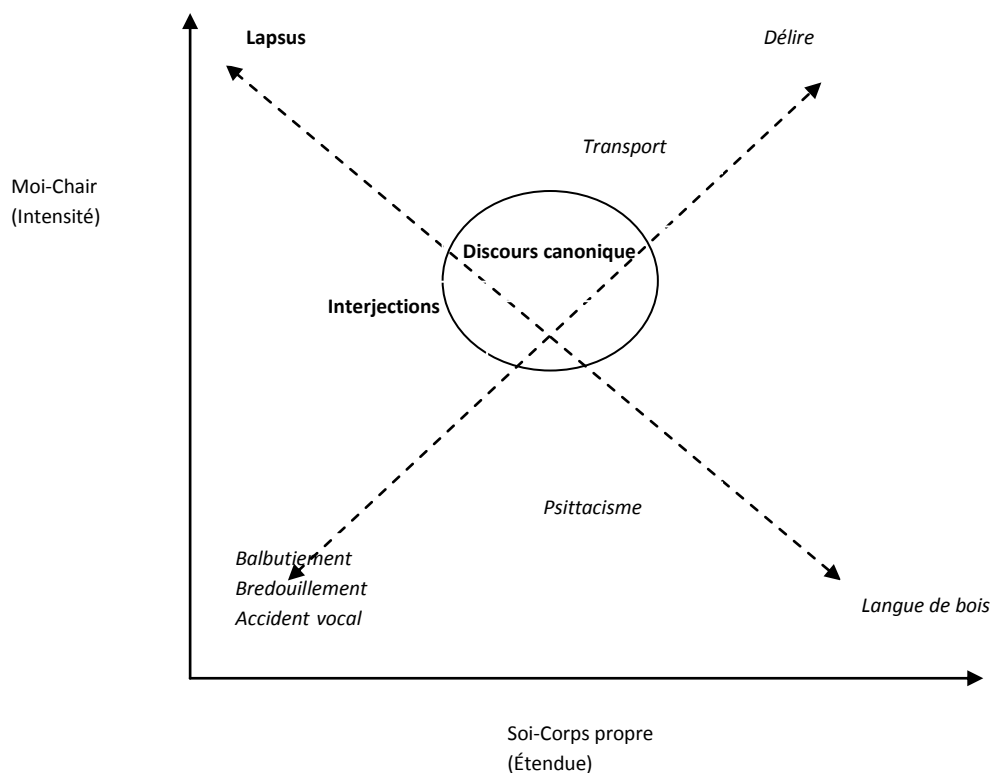 Lapsus
Délire
Transport
Moi-Chair
(Intensité)
Discours canonique
Interjections
Psittacisme
Balbutiement
Bredouillement
Accident vocal
Langue de bois
Soi-Corps propre
(Étendue)